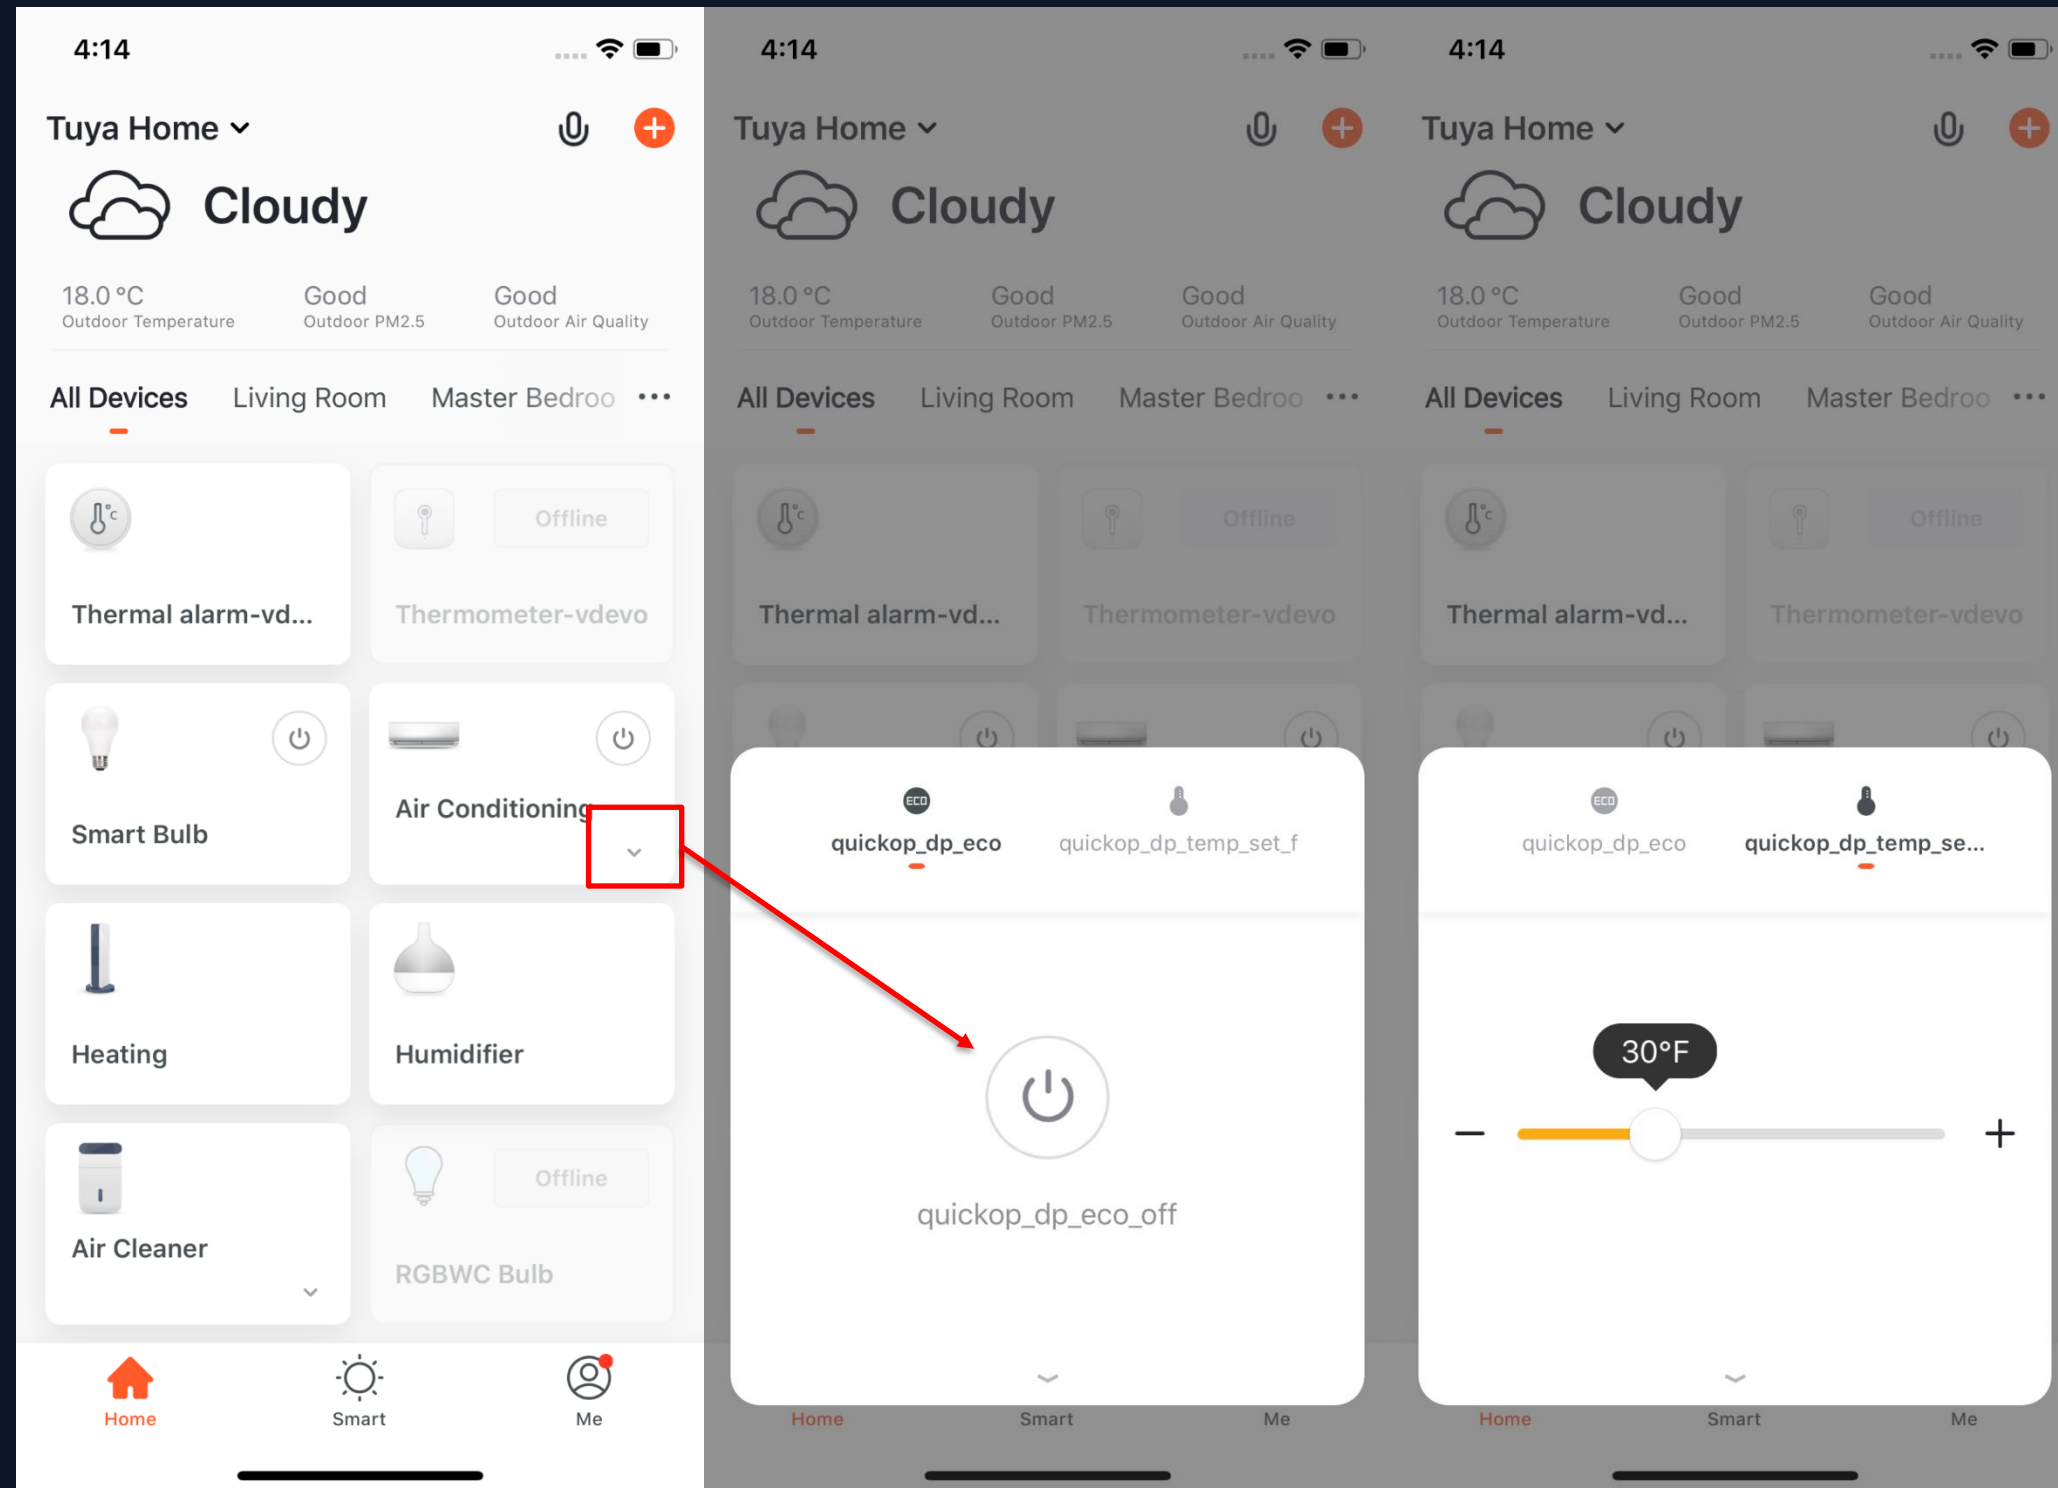 4:14
Tuya Home
Cloudy
18.0 °C Good Good
Outdoor Temperature Outdoor PM2.5 Outdoor Air Quality
All Devices Living Room Master Bedroo
°C
Offline
Thermal alarm-vd... Thermometer-vdevo
Smart Bulb
Air Conditioning
Heating Humidifier
Air Cleaner
Offline
RGBWC Bulb
Home Smart Me
4:14
Tuya Home
Cloudy
18.0 °C Good Good
Outdoor Temperature Outdoor PM2.5 Outdoor Air Quality
All Devices Living Room Master Bedroo
°C
Offline
Thermal alarm-vd... Thermometer-vdevo
ECO
quickop_dp_eco quickop_dp_temp_set_f
quickop_dp_eco_off
Home Smart Me
4:14
Tuya Home
Cloudy
18.0 °C Good Good
Outdoor Temperature Outdoor PM2.5 Outdoor Air Quality
All Devices Living Room Master Bedroo
°C
Offline
Thermal alarm-vd... Thermometer-vdevo
ECO
quickop_dp_eco quickop_dp_temp_se...
30°F
Home Smart Me